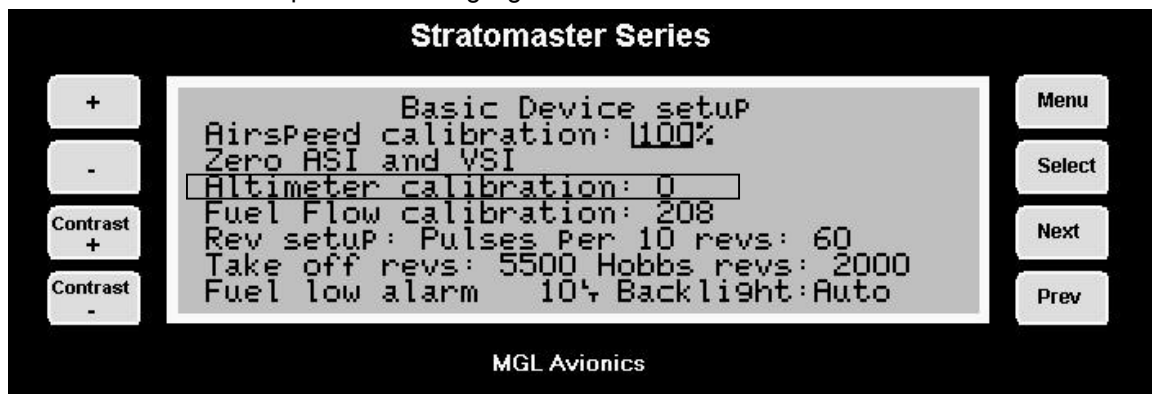 Stratomaster Series
+
-
Contrast
+
Contrast
-
Basic Device setup
Airspeed calibration: 100%
Zero ASI and VSI
Altimeter calibration: 0
Fuel Flow calibration: 208
Rev setup: Pulses Per 10 revs: 60
Take off revs: 5500 Hobbs revs: 2000
Fuel low alarm 10 Backlight:Auto
Menu
Select
Next
Prev
MGL Avionics